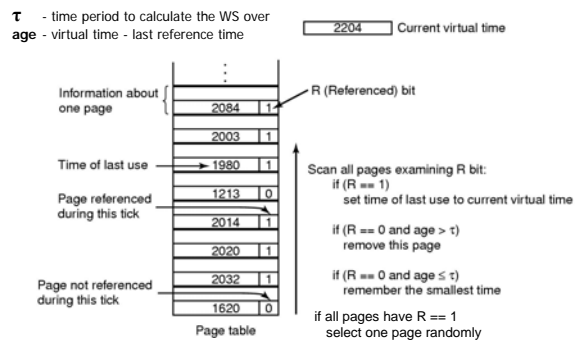 τ - time period to calculate the WS over
age - virtual time - last reference time
2204 Current virtual time
Information about
one page
R (Referenced) bit
2084 1
2003 1
Time of last use
1980 1
1213 0
Page referenced
during this tick
2014 1
2020 1
2032 1
Page not referenced
during this tick
1620 0
Page table
Scan all pages examining R bit:
if (R == 1)
set time of last use to current virtual time
if (R == 0 and age > τ)
remove this page
if (R == 0 and age ≤ τ)
remember the smallest time
if all pages have R == 1
select one page randomly